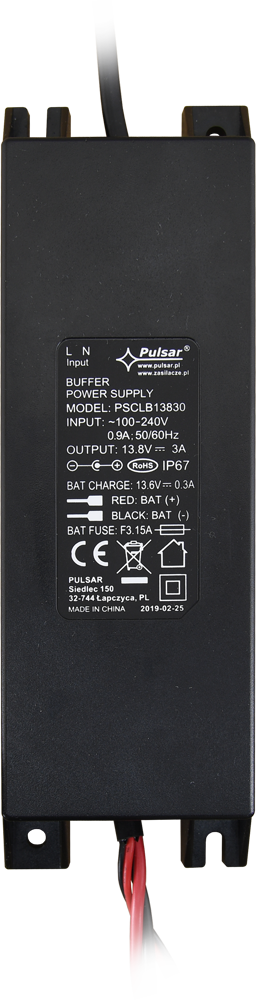 L N
Input
Pulsar®
www.pulsar.pl
www.zasilacze.pl
BUFFER
POWER SUPPLY
MODEL: PSCLB13830
INPUT: ~100-240V
0.9A: 50/60Hz
OUTPUT: 13.8V⎓ 3A
RoHS IP67
BAT CHARGE: 13.6V⎓ 0.3A
RED: BAT (+)
BLACK: BAT (-)
BAT FUSE: F3.15A
CE
PULSAR
Siedlec 150
32-744 Łapczyca, PL
MADE IN CHINA 2019-02-25